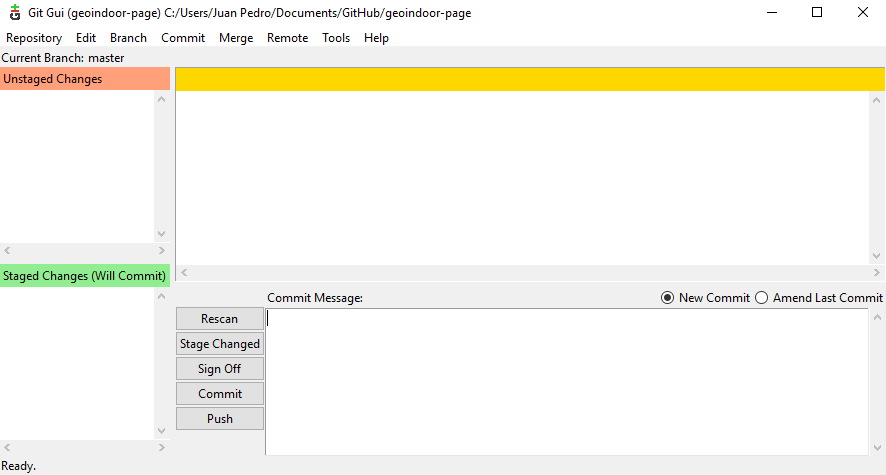 Git Gui (geoindoor-page) C:/Users/Juan Pedro/Documents/GitHub/geoindoor-page
Repository Edit Branch Commit Merge Remote Tools Help
Current Branch: master
Unstaged Changes
Staged Changes (Will Commit)
Commit Message:
New Commit
Amend Last Commit
Rescan
Stage Changed
Sign Off
Commit
Push
Ready.